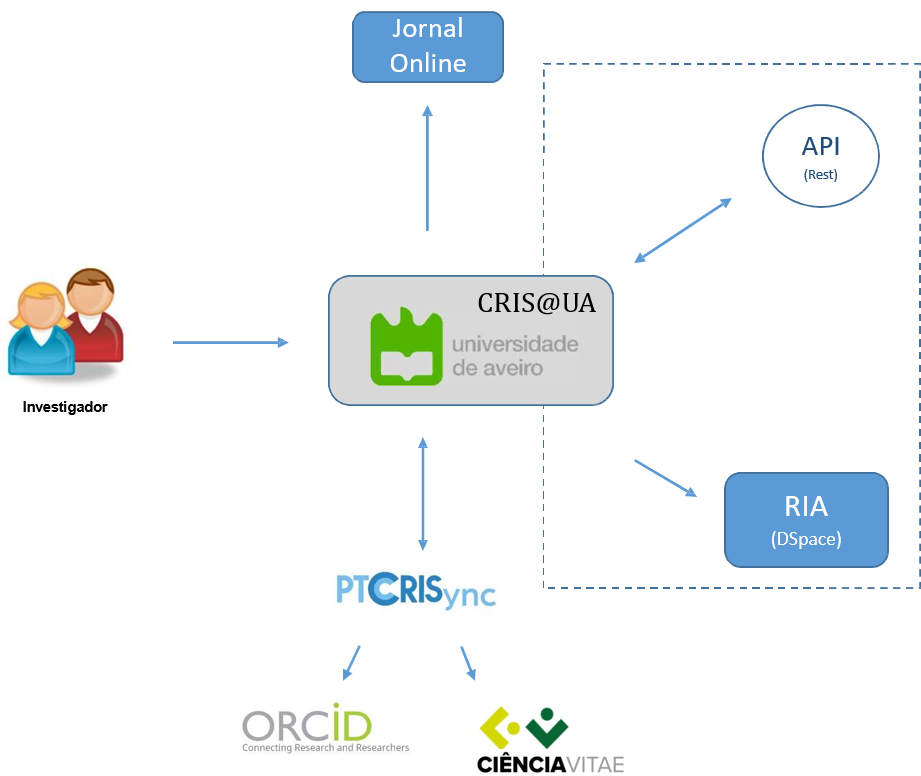 Jornal
Online
API
(Rest)
CRIS@UA
universidade
de aveiro
Investigador
RIA
(DSpace)
PTCRISync
ORCID
Connecting Research and Researchers
CIÊNCIAVITAE